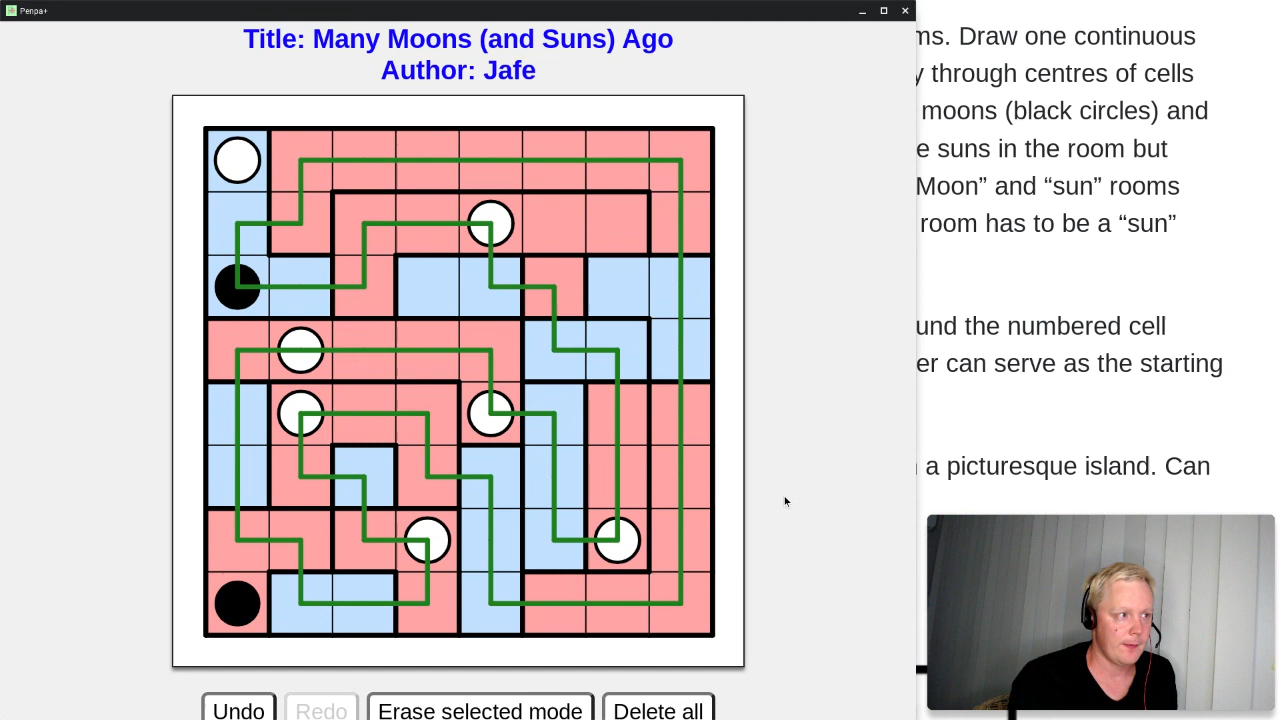 Penpa+
Title: Many Moons (and Suns) Ago
Author: Jafe
ms. Draw one continuous
y through centres of cells
moons (black circles) and
e suns in the room but
Moon” and “sun” rooms
room has to be a “sun”
und the numbered cell
er can serve as the starting
a picturesque island. Can
Undo
Redo
Erase selected mode
Delete all